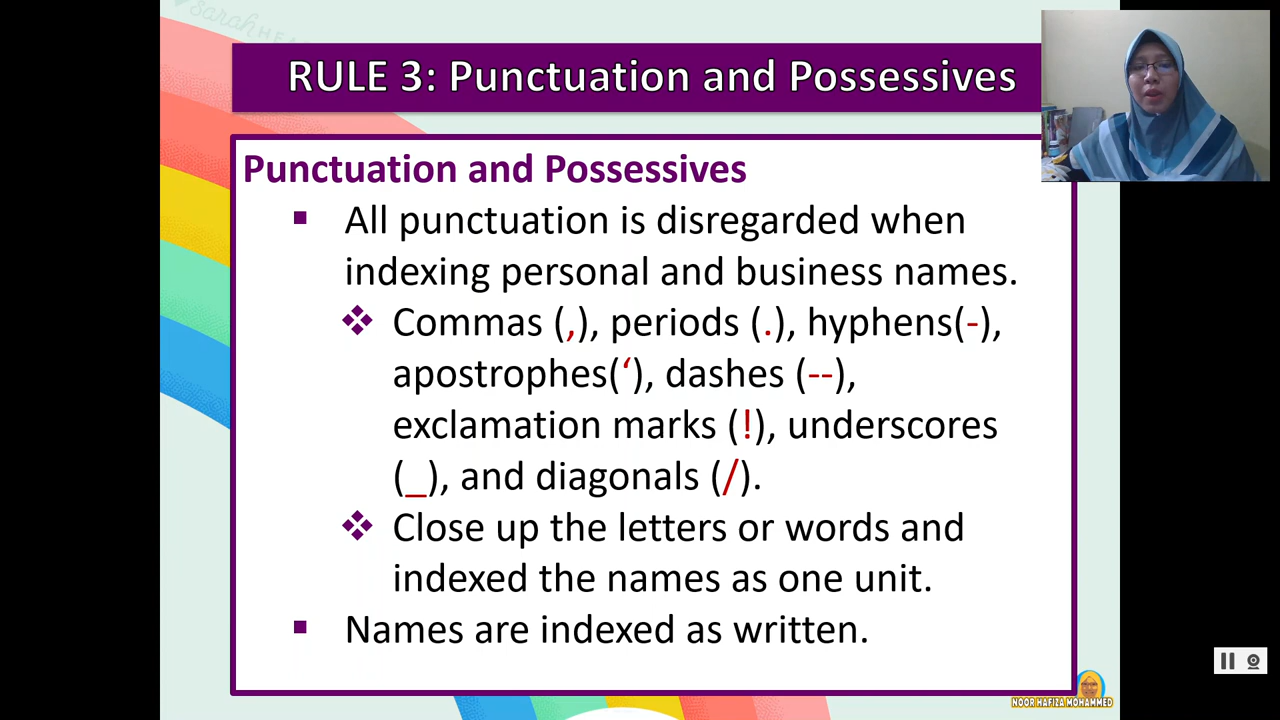 sarahHE
RULE 3: Punctuation and Possessives
Punctuation and Possessives
All punctuation is disregarded when
indexing personal and business names.
Commas (,), periods (.), hyphens(-),
apostrophes(‘), dashes (--),
exclamation marks (!), underscores
(_), and diagonals (/).
Close up the letters or words and
indexed the names as one unit.
Names are indexed as written.
NOOR HAFIZA MOHAMMED